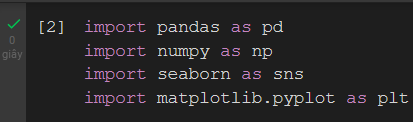 [2] import pandas as pd
0 import numpy as np
giây import seaborn as sns
import matplotlib.pyplot as plt